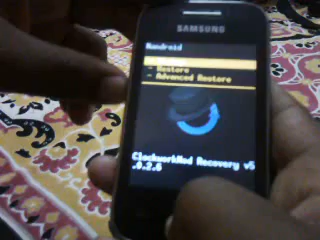 SAMSUNG
Nandroid
- Restore
- Advanced Restore
ClockworkMod Recovery v5
.0.2.6